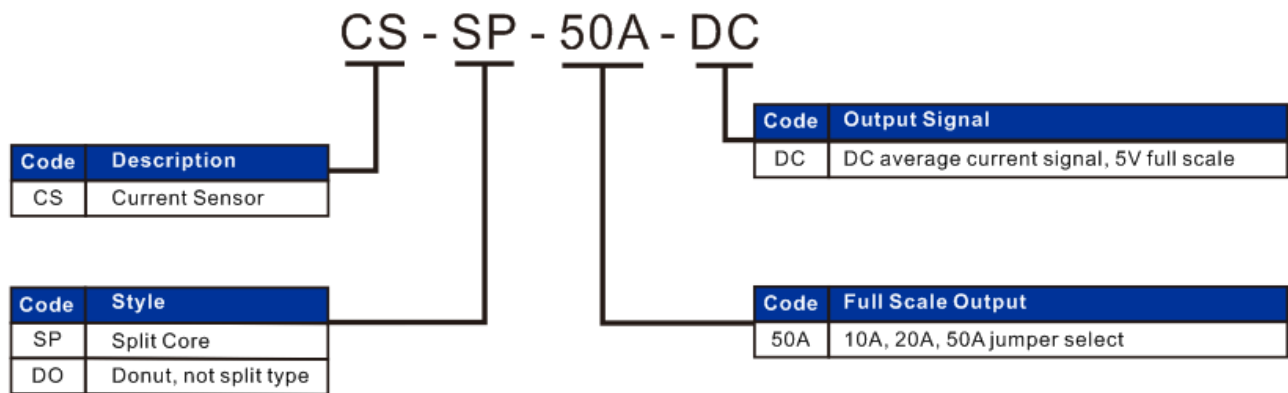 CS - SP - 50A - DC
Code Description
CS Current Sensor
Code Output Signal
DC DC average current signal, 5V full scale
Code Style
SP Split Core
DO Donut, not split type
Code Full Scale Output
50A 10A, 20A, 50A jumper select